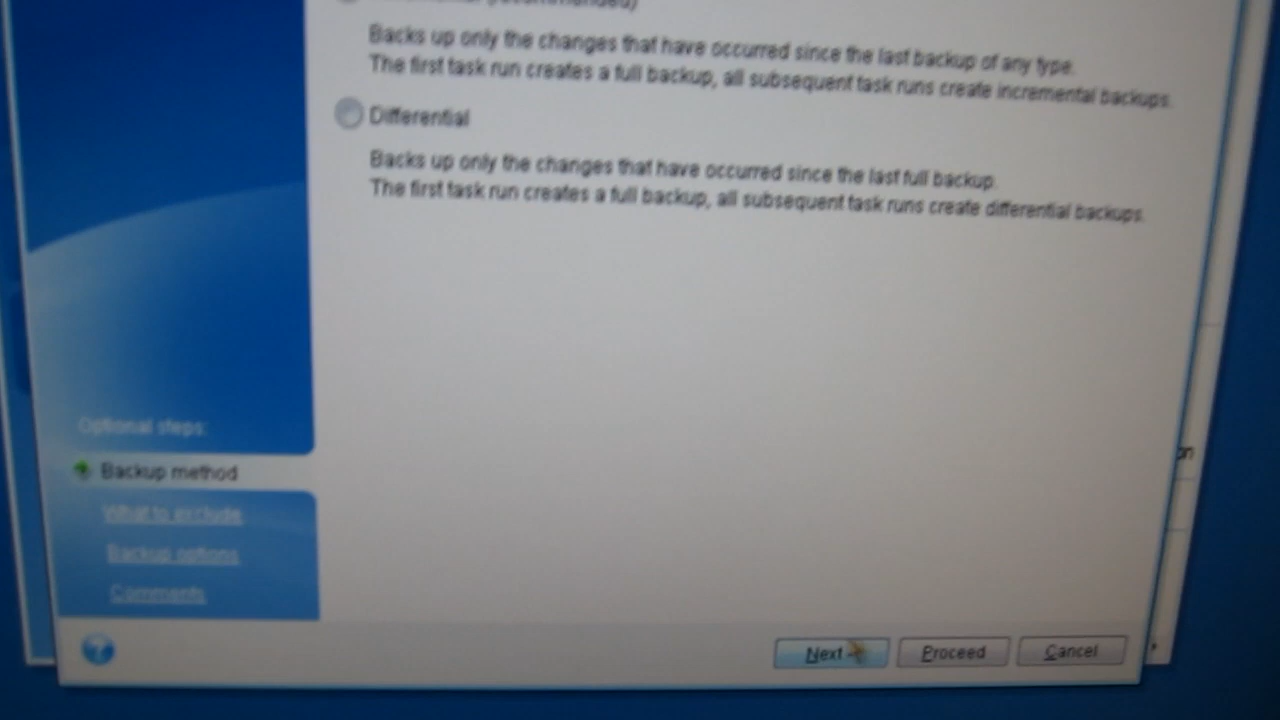 (recommended)
Backs up only the changes that have occurred since the last backup of any type.
The first task run creates a full backup, all subsequent task runs create incremental backups.
Differential
Backs up only the changes that have occurred since the last full backup.
The first task run creates a full backup, all subsequent task runs create differential backups.
Optional steps:
Backup method
What to exclude
Backup options
Comments
on
Next
Proceed
Cancel